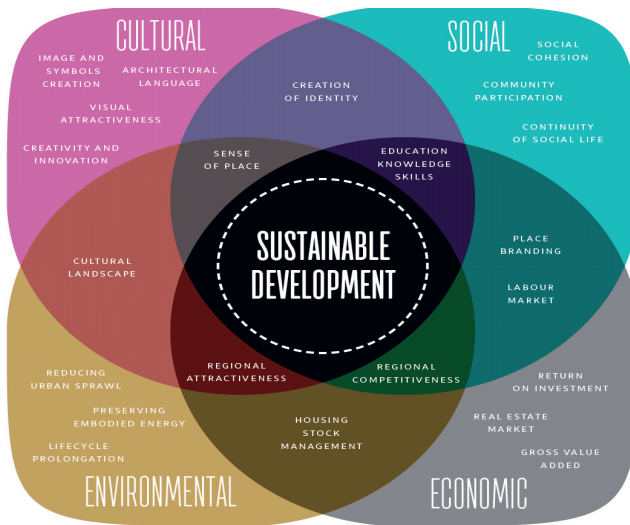 CULTURAL
IMAGE AND
SYMBOLS
CREATION
ARCHITECTURAL
LANGUAGE
VISUAL
ATTRACTIVENESS
CREATIVITY AND
INNOVATION
CREATION
OF IDENTITY
SOCIAL
SOCIAL
COHESION
COMMUNITY
PARTICIPATION
CONTINUITY
OF SOCIAL LIFE
SENSE
OF PLACE
EDUCATION
KNOWLEDGE
SKILLS
CULTURAL
LANDSCAPE
SUSTAINABLE
DEVELOPMENT
PLACE
BRANDING
LABOUR
MARKET
REGIONAL
ATTRACTIVENESS
REGIONAL
COMPETITIVENESS
REDUCING
URBAN SPRAWL
PRESERVING
EMBODIED ENERGY
LIFECYCLE
PROLONGATION
ENVIRONMENTAL
HOUSING
STOCK
MANAGEMENT
RETURN
ON INVESTMENT
REAL ESTATE
MARKET
GROSS VALUE
ADDED
ECONOMIC